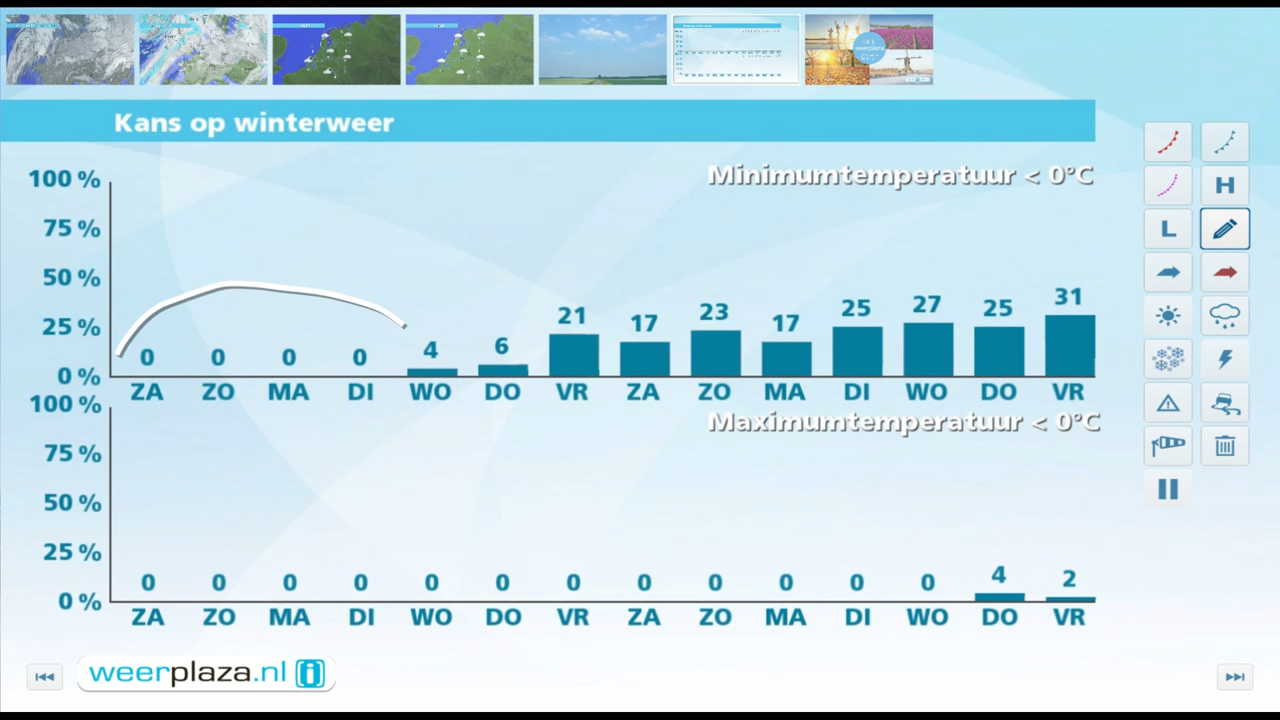 Kans op winterweer
Minimumtemperatuur < 0°C
100 %
75 %
50 %
25 %
0 %
0 0 0 0 4 6 21 17 23 17 25 27 25 31
ZA ZO MA DI WO DO VR ZA ZO MA DI WO DO VR
Maximumtemperatuur < 0°C
100 %
75 %
50 %
25 %
0 %
0 0 0 0 0 0 0 0 0 0 0 0 4 2
ZA ZO MA DI WO DO VR ZA ZO MA DI WO DO VR
H
L
weerplaza.nl